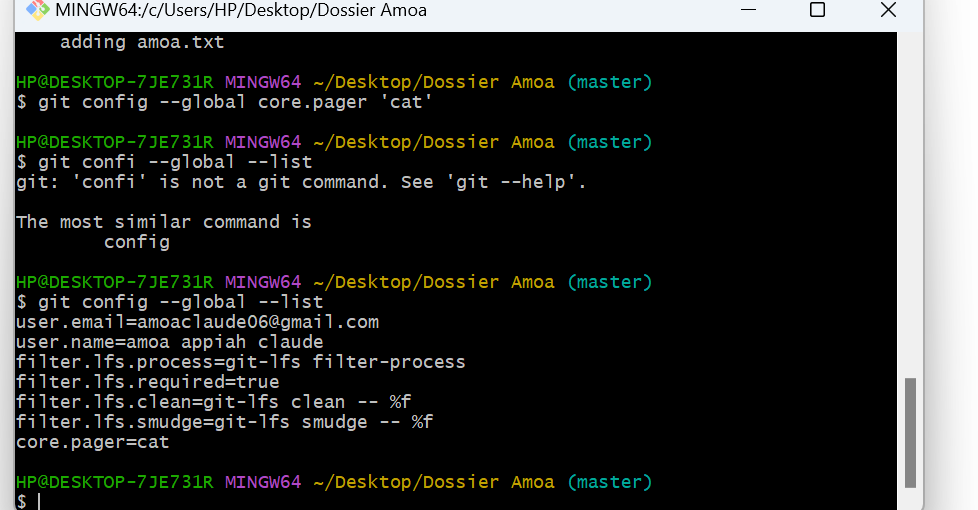 MINGW64:/c/Users/HP/Desktop/Dossier Amoa
adding amoa.txt
HP@DESKTOP-7JE731R MINGW64 ~/Desktop/Dossier Amoa (master)
$ git config --global core.pager 'cat'
HP@DESKTOP-7JE731R MINGW64 ~/Desktop/Dossier Amoa (master)
$ git confi --global --list
git: 'confi' is not a git command. See 'git --help'.
The most similar command is
config
HP@DESKTOP-7JE731R MINGW64 ~/Desktop/Dossier Amoa (master)
$ git config --global --list
user.email=amoaclaude06@gmail.com
user.name=amoa appiah claude
filter.lfs.process=git-lfs filter-process
filter.lfs.required=true
filter.lfs.clean=git-lfs clean -- %f
filter.lfs.smudge=git-lfs smudge -- %f
core.pager=cat
HP@DESKTOP-7JE731R MINGW64 ~/Desktop/Dossier Amoa (master)
$